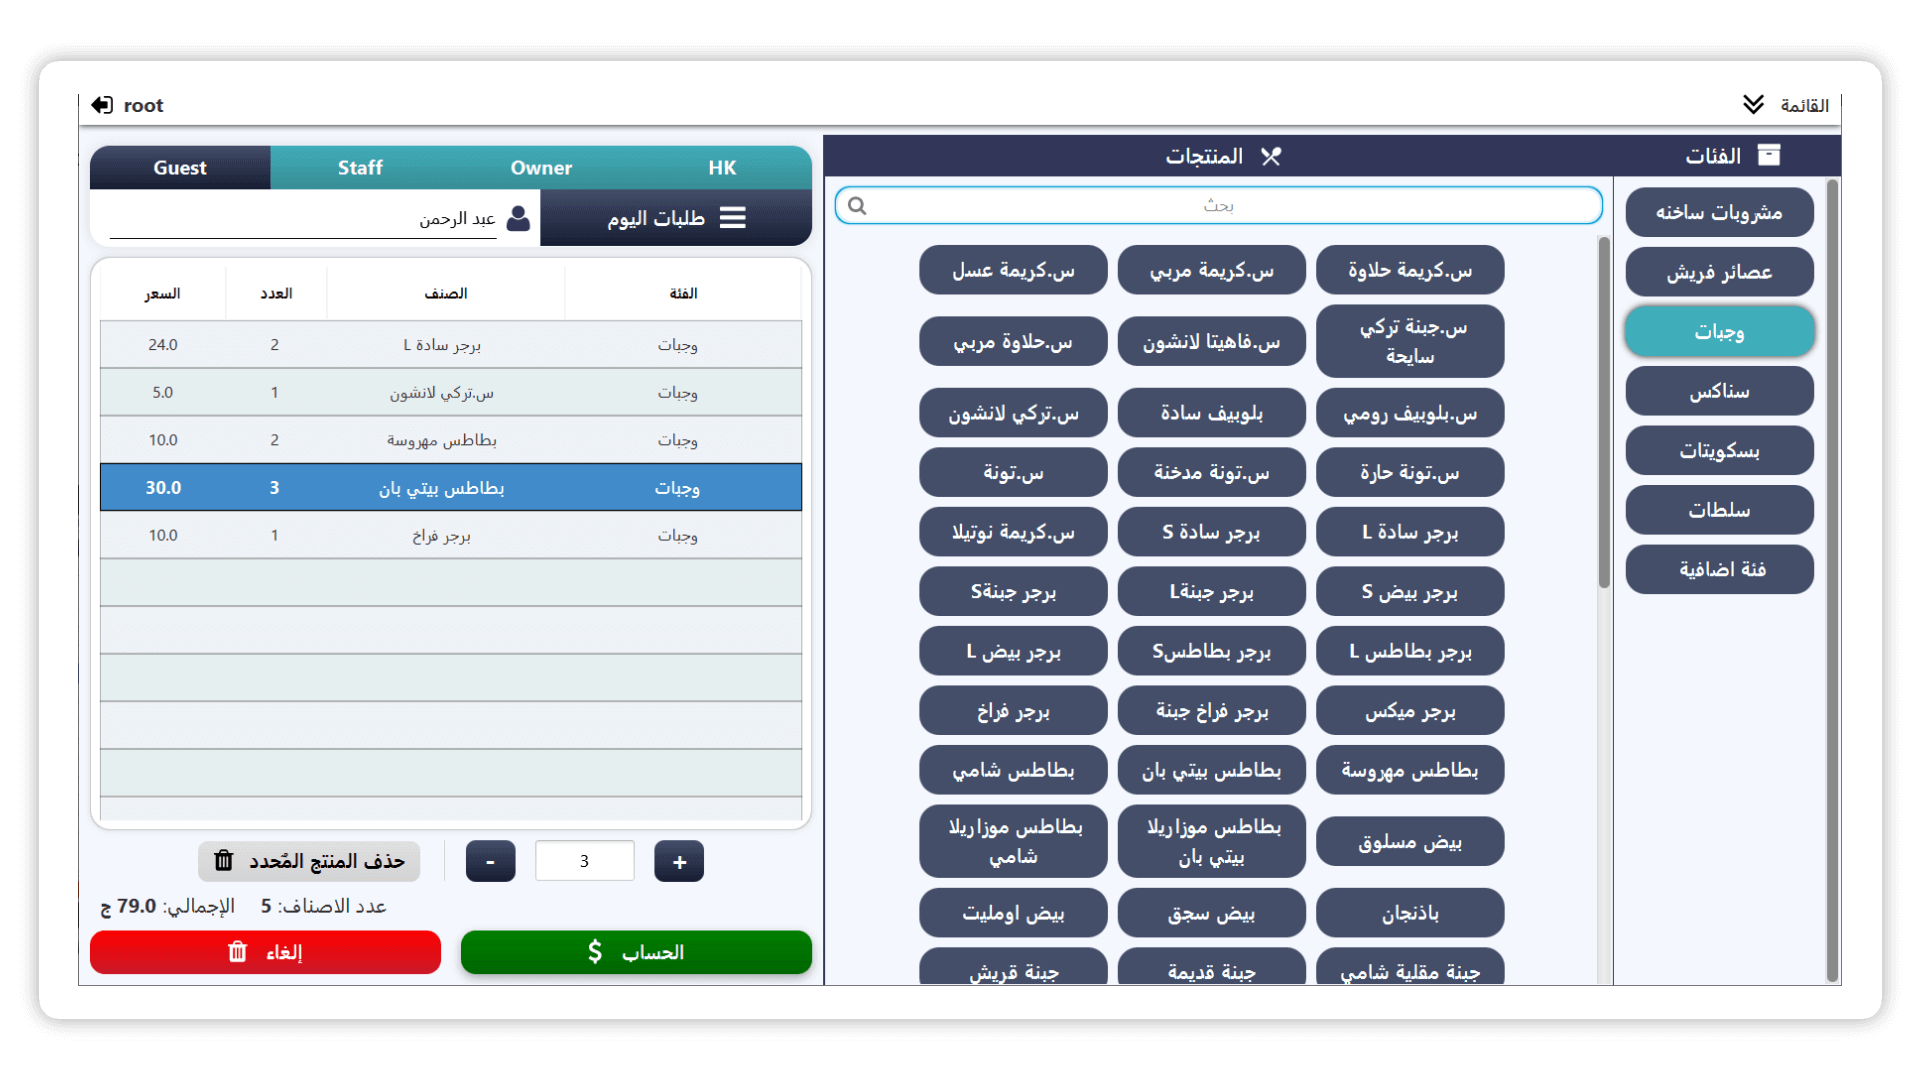 القائمة
root
الفئات
مشروبات ساخنه
عصائر فريش
وجبات
سناكس
بسكويتات
سلطات
فئة اضافية
المنتجات
بحث
س.كريمة حلاوة
س.كريمة مربي
س.كريمة عسل
س.جبنة تركي
سايحة
س.فاهيتا لانشون
س.حلاوة مربي
س.بلوبيف رومي
بلوبيف سادة
س.تركي لانشون
س.تونة حارة
س.تونة مدخنة
س.تونة
برجر سادة L
برجر سادة S
س.كريمة نوتيلا
برجر بيض S
برجر جبنةL
برجر جبنةS
برجر بطاطس L
برجر بطاطسS
برجر بيض L
برجر ميكس
برجر فراخ جبنة
برجر فراخ
بطاطس مهروسة
بطاطس بيتي بان
بطاطس شامي
بيض مسلوق
بطاطس موزاريلا
بيتي بان
بطاطس موزاريلا
شامي
باذنجان
بيض سجق
بيض اومليت
جبنة مقلية شامي
جبنة قديمة
جبنة قريش
Guest Staff Owner HK
طلبات اليوم
عبد الرحمن
الفئة الصنف العدد السعر
وجبات برجر سادة L 2 24.0
وجبات س.تركي لانشون 1 5.0
وجبات بطاطس مهروسة 2 10.0
وجبات بطاطس بيتي بان 3 30.0
وجبات برجر فراخ 1 10.0
+ 3 -
حذف المنتج المُحدد
عدد الاصناف: 5 الإجمالي: 79.0 ج
الحساب
إلغاء